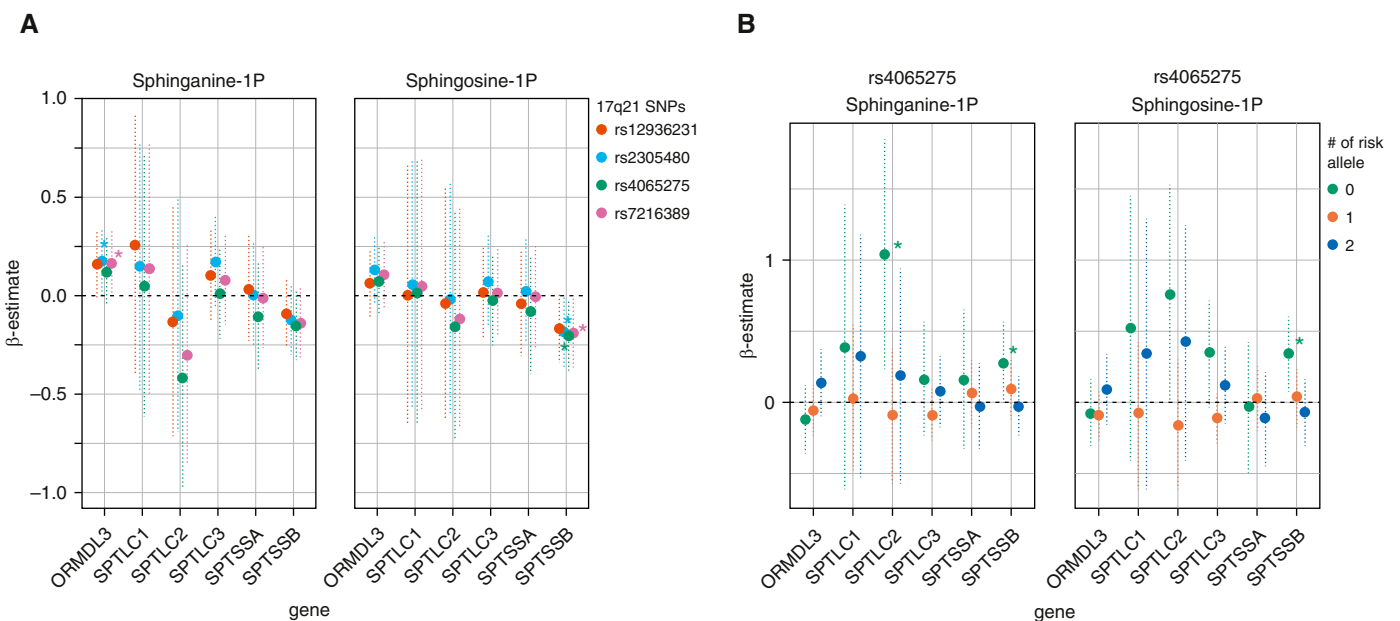 A
Sphinganine-1P
Sphingosine-1P
1.0
0.5
0.0
–0.5
–1.0
β-estimate
*
*
*
*
*
ORMDL3
SPTLC1
SPTLC2
SPTLC3
SPTSSA
SPTSSB
ORMDL3
SPTLC1
SPTLC2
SPTLC3
SPTSSA
SPTSSB
gene
17q21 SNPs
rs12936231
rs2305480
rs4065275
rs7216389
B
rs4065275
Sphinganine-1P
rs4065275
Sphingosine-1P
1
0
β-estimate
*
*
*
ORMDL3
SPTLC1
SPTLC2
SPTLC3
SPTSSA
SPTSSB
ORMDL3
SPTLC1
SPTLC2
SPTLC3
SPTSSA
SPTSSB
gene
# of risk
allele
0
1
2